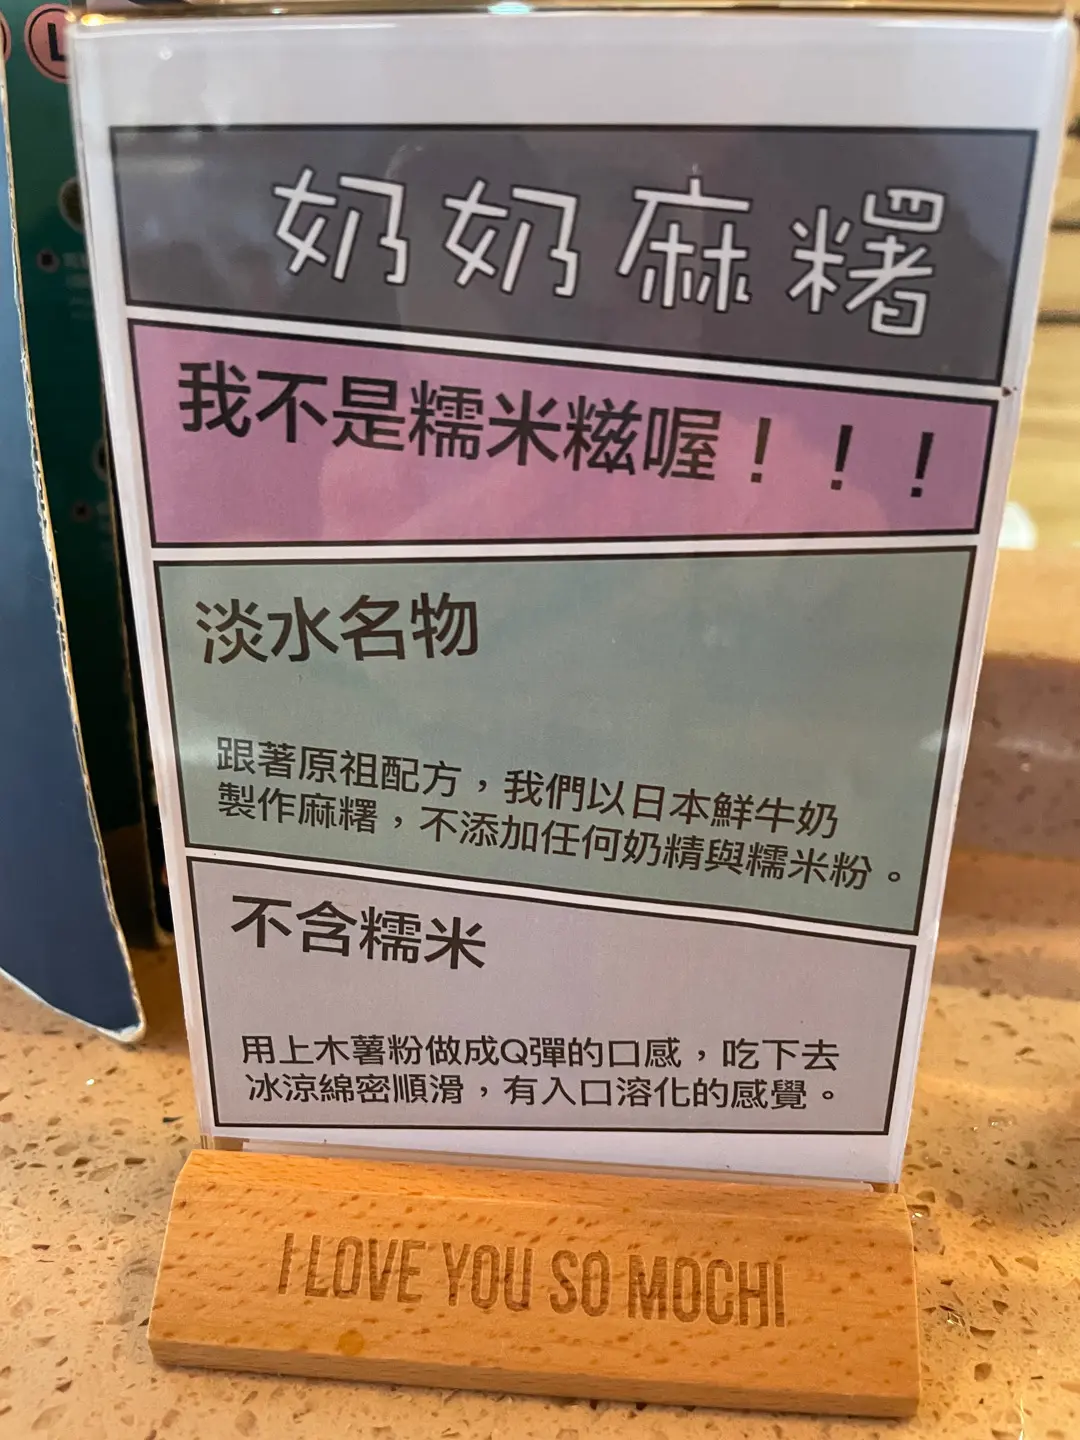 奶奶麻糬
我不是糯米糍喔！！！
淡水名物
跟著原祖配方，我們以日本鮮牛奶
製作麻糬，不添加任何奶精與糯米粉。
不含糯米
用上木薯粉做成Q彈的口感，吃下去
冰涼綿密順滑，有入口溶化的感覺。
I LOVE YOU SO MOCHI